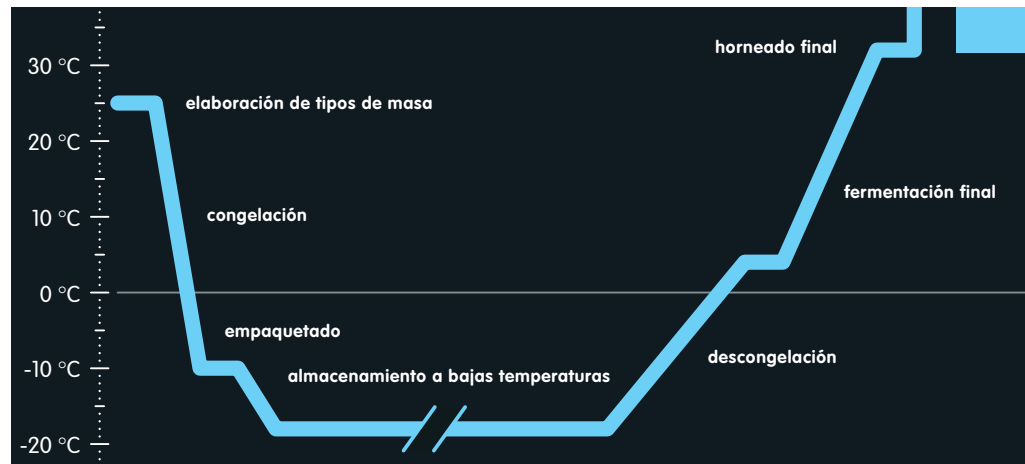 horneado final
30 °C
elaboración de tipos de masa
20 °C
fermentación final
10 °C
congelación
0 °C
empaquetado
descongelación
-10 °C
almacenamiento a bajas temperaturas
-20 °C